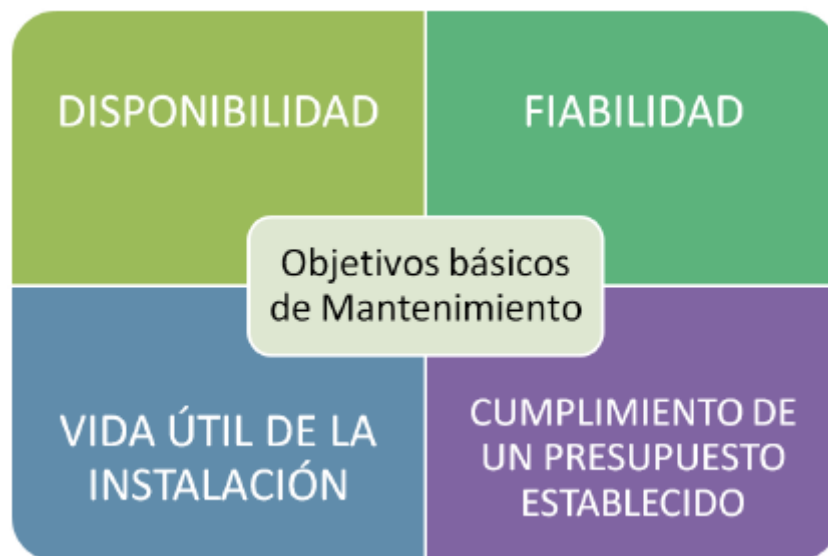 DISPONIBILIDAD
FIABILIDAD
Objetivos básicos
de Mantenimiento
VIDA ÚTIL DE LA
INSTALACIÓN
CUMPLIMIENTO DE
UN PRESUPUESTO
ESTABLECIDO